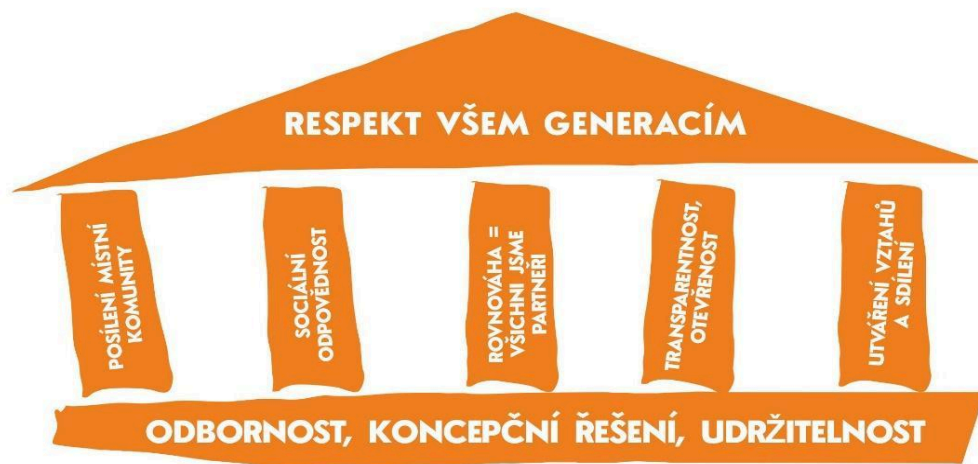 RESPEKT VŠEM GENERACÍM
POSÍLENÍ MÍSTNÍ
KOMUNITY
SOCIÁLNÍ
ODPOVĚDNOST
ROVNOVÁHA =
VŠICHNI JSME
PARTNEŘI
TRANSPARENTNOST,
OTEVŘENOST
UTVÁŘENÍ VZTAHŮ
A SDÍLENÍ
ODBORNOST, KONCEPČNÍ ŘEŠENÍ, UDRŽITELNOST